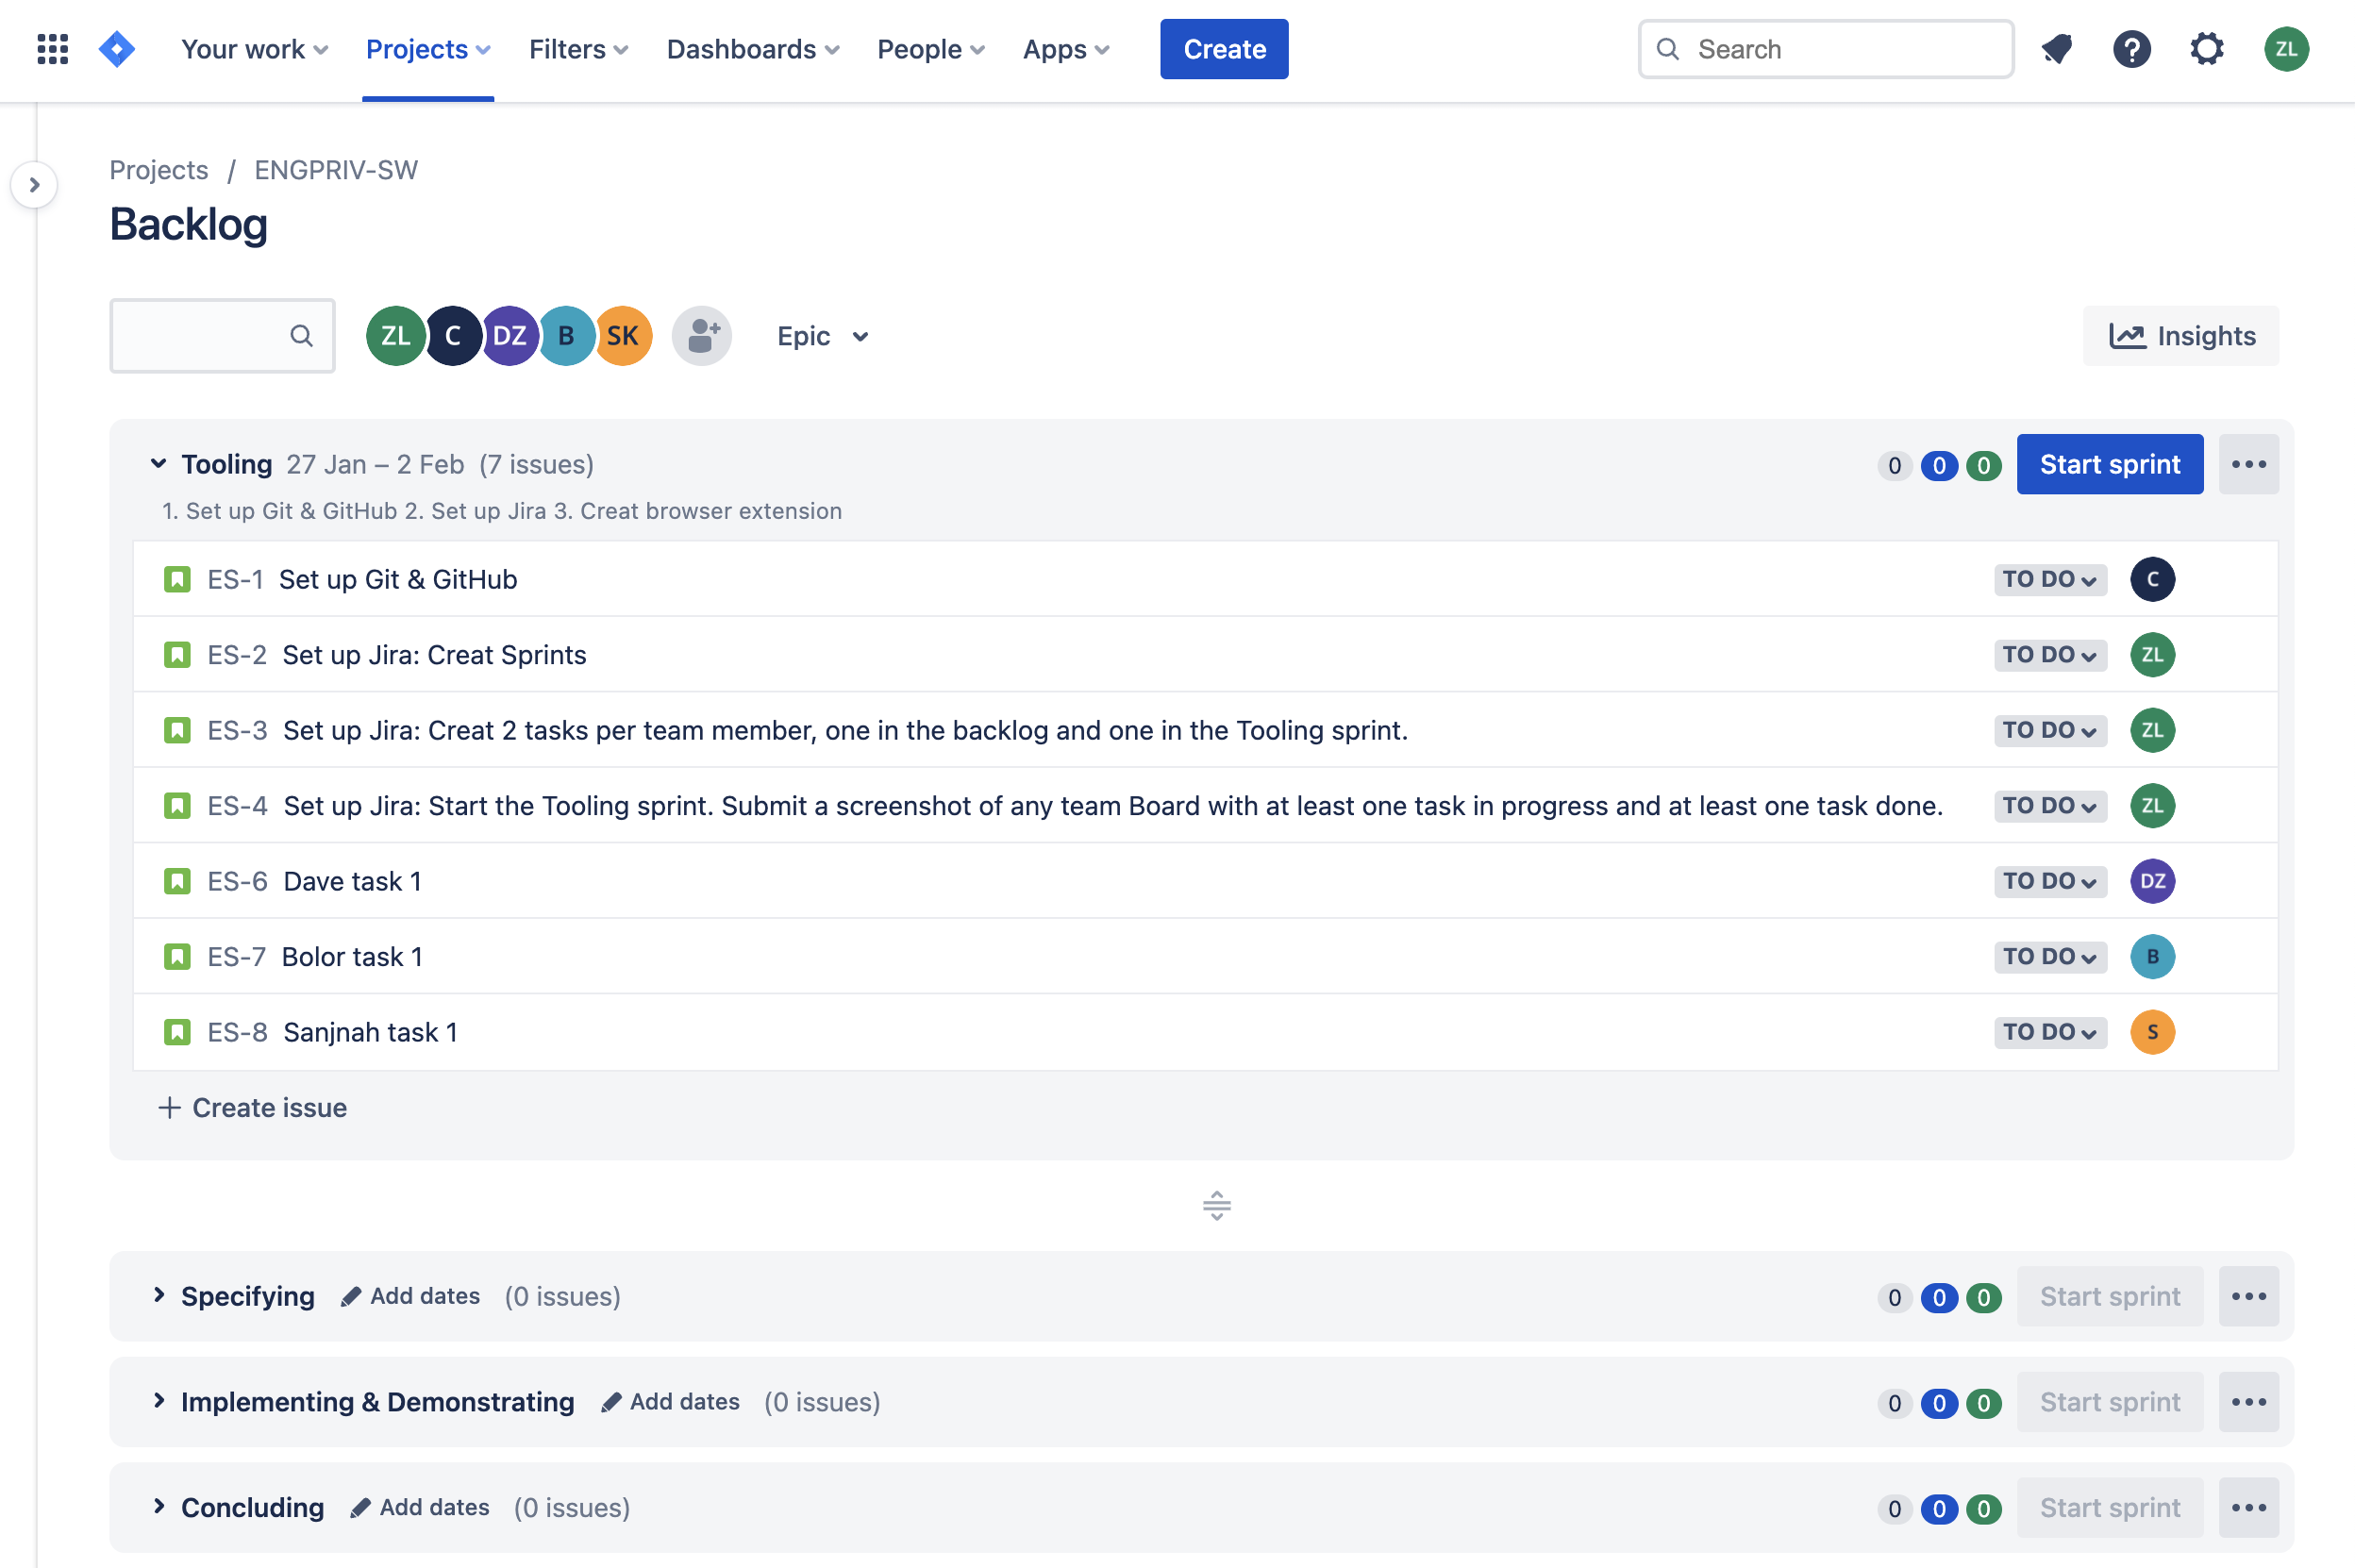 Your work Projects Filters Dashboards People Apps Create Search ZL
Projects / ENGPRIV-SW
Backlog
ZL C DZ B SK Epic Insights
Tooling 27 Jan – 2 Feb (7 issues) 0 0 0 Start sprint
1. Set up Git & GitHub 2. Set up Jira 3. Creat browser extension
ES-1 Set up Git & GitHub TO DO C
ES-2 Set up Jira: Creat Sprints TO DO ZL
ES-3 Set up Jira: Creat 2 tasks per team member, one in the backlog and one in the Tooling sprint. TO DO ZL
ES-4 Set up Jira: Start the Tooling sprint. Submit a screenshot of any team Board with at least one task in progress and at least one task done. TO DO ZL
ES-6 Dave task 1 TO DO DZ
ES-7 Bolor task 1 TO DO B
ES-8 Sanjnah task 1 TO DO S
Create issue
Specifying Add dates (0 issues) 0 0 0 Start sprint
Implementing & Demonstrating Add dates (0 issues) 0 0 0 Start sprint
Concluding Add dates (0 issues) 0 0 0 Start sprint